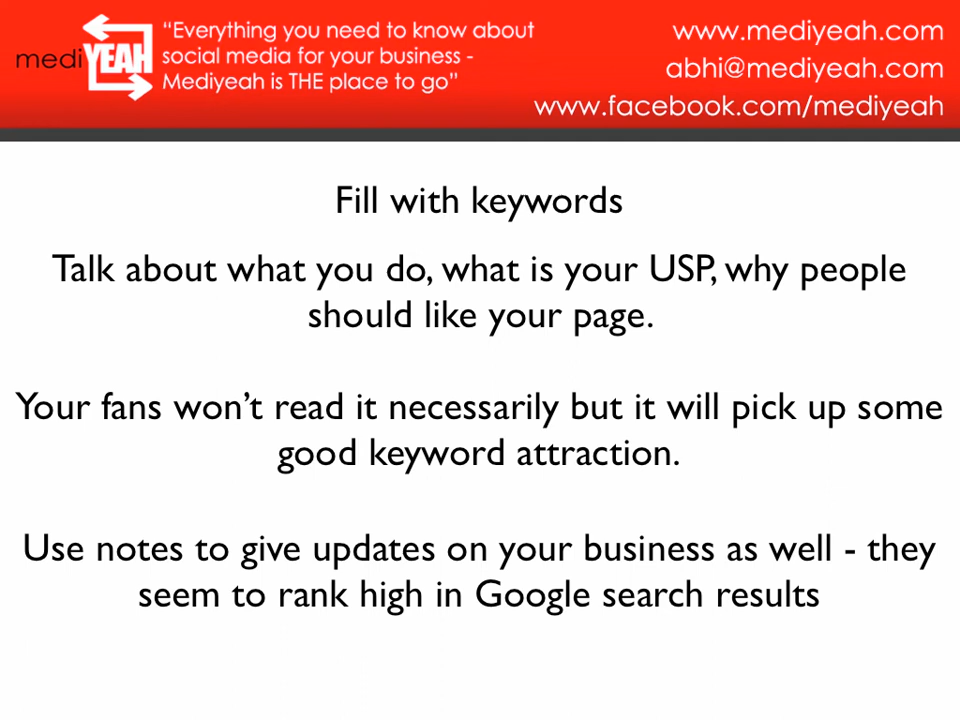 mediYEAH
“Everything you need to know about
social media for your business -
Mediyeah is THE place to go”
www.mediyeah.com
abhi@mediyeah.com
www.facebook.com/mediyeah
Fill with keywords
Talk about what you do, what is your USP, why people
should like your page.
Your fans won’t read it necessarily but it will pick up some
good keyword attraction.
Use notes to give updates on your business as well - they
seem to rank high in Google search results